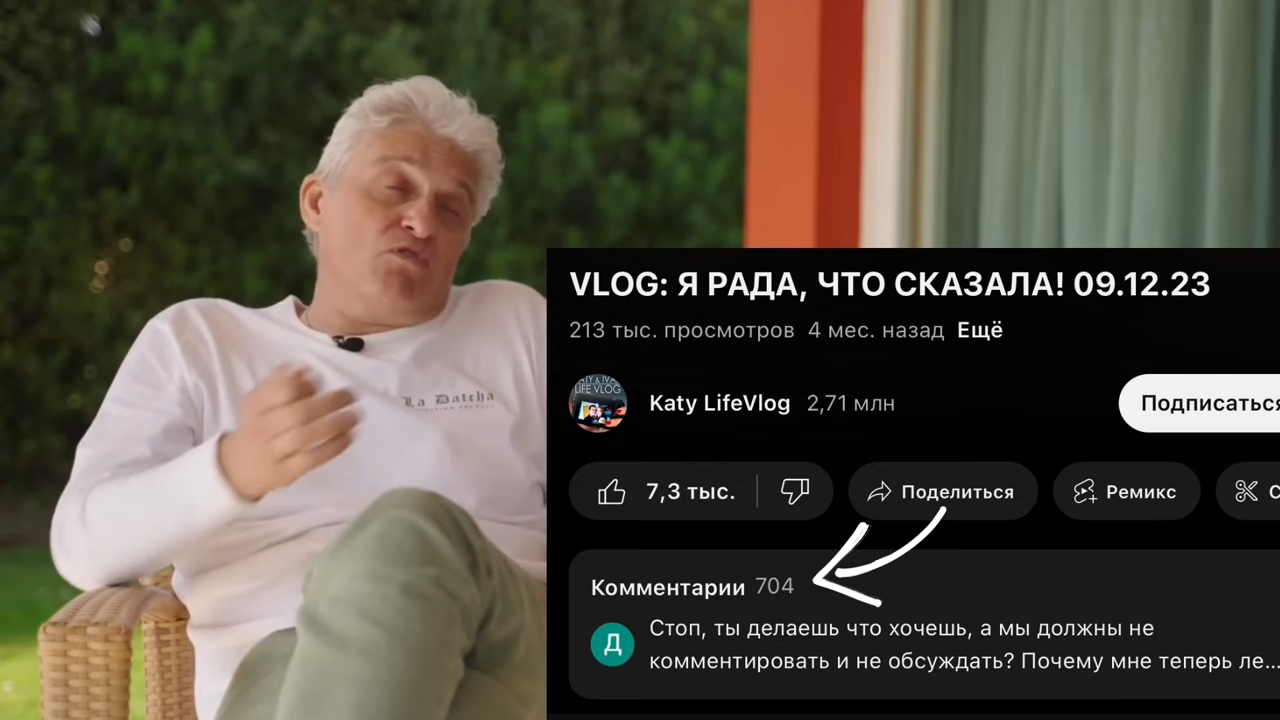 La Datcha
VLOG: Я РАДА, ЧТО СКАЗАЛА! 09.12.23
213 тыс. просмотров 4 мес. назад Ещё
LIFE VLOG
Katy LifeVlog 2,71 млн
Подписаться
7,3 тыс.
Поделиться
Ремикс
С
Комментарии 704
Д
Стоп, ты делаешь что хочешь, а мы должны не
комментировать и не обсуждать? Почему мне теперь ле...